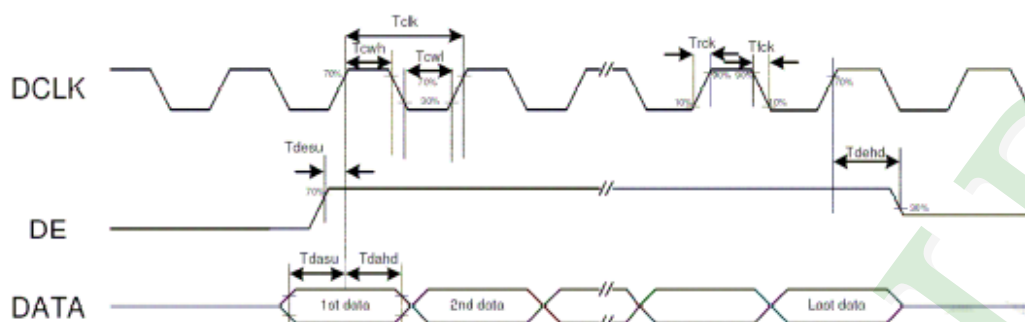 Tclk
Tcwh Tcwl Trck Tfck
DCLK 70% 70% 30% 10% 90% 90% 10% 70%
Tdesu Tdehd
DE 70% 30%
Tdasu Tdahd
DATA 1st data 2nd data Last data